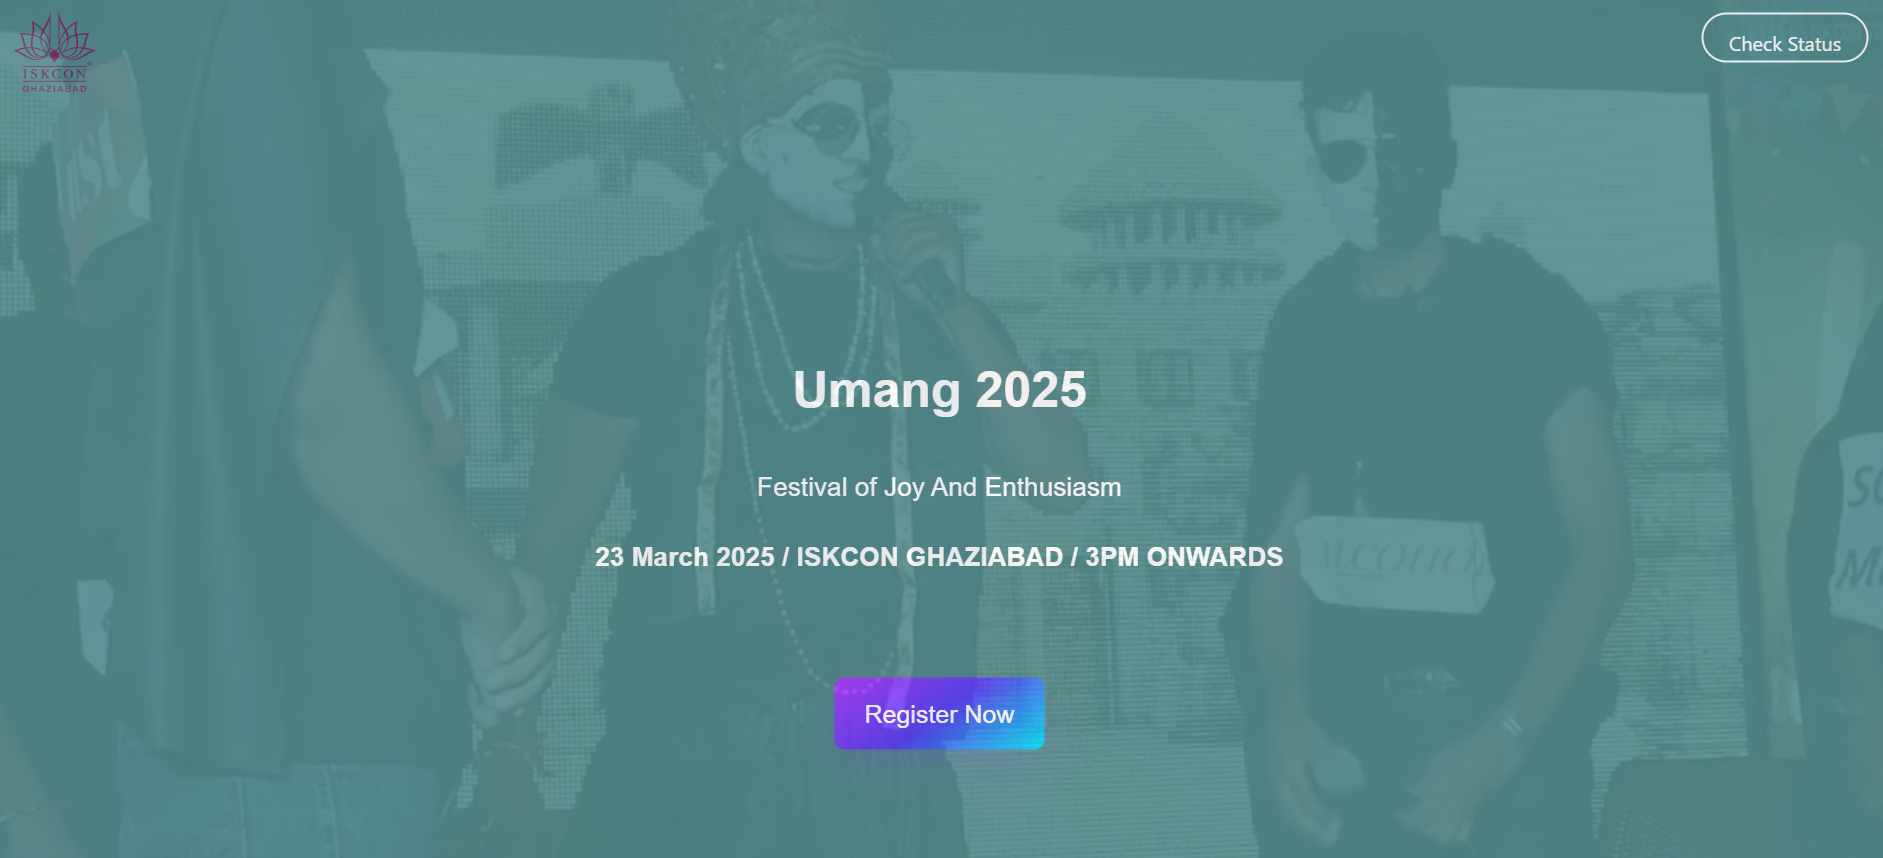 ISKCON
GHAZIABAD
Check Status
Umang 2025
Festival of Joy And Enthusiasm
23 March 2025 / ISKCON GHAZIABAD / 3PM ONWARDS
ALCOHOL
Register Now